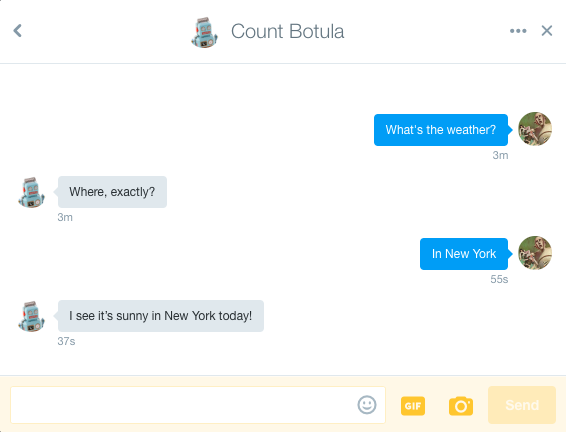 Count Botula
What's the weather?
3m
Where, exactly?
3m
In New York
55s
I see it's sunny in New York today!
37s
GIF
Send